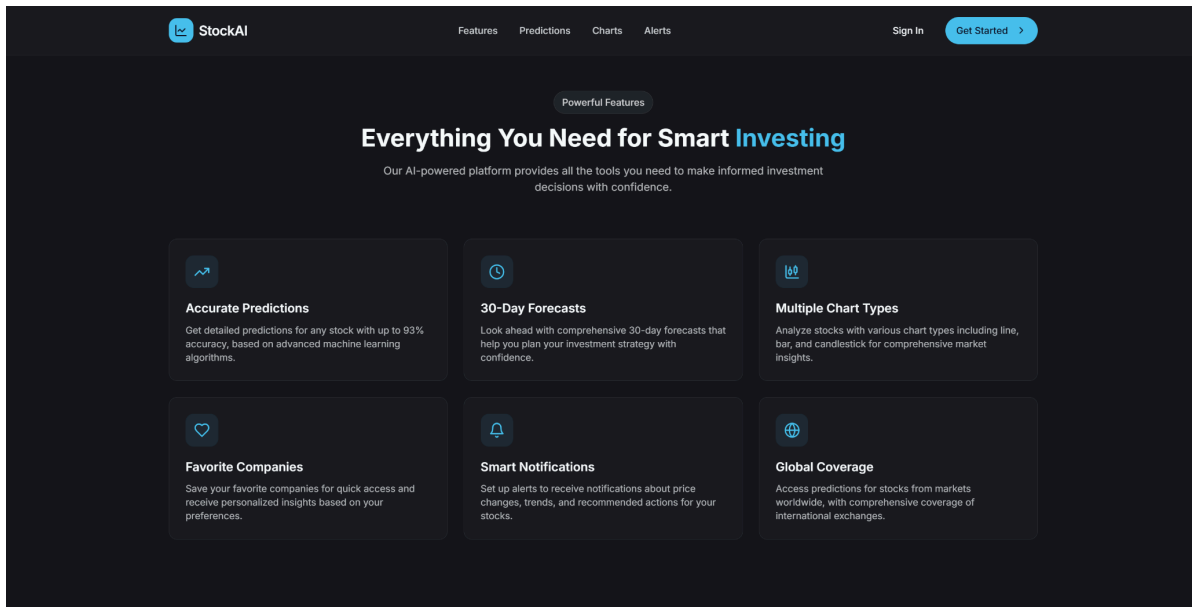 StockAI
Features Predictions Charts Alerts
Sign In
Get Started
Powerful Features
Everything You Need for Smart Investing
Our AI-powered platform provides all the tools you need to make informed investment
decisions with confidence.
Accurate Predictions
Get detailed predictions for any stock with up to 93%
accuracy, based on advanced machine learning
algorithms.
30-Day Forecasts
Look ahead with comprehensive 30-day forecasts that
help you plan your investment strategy with
confidence.
Multiple Chart Types
Analyze stocks with various chart types including line,
bar, and candlestick for comprehensive market
insights.
Favorite Companies
Save your favorite companies for quick access and
receive personalized insights based on your
preferences.
Smart Notifications
Set up alerts to receive notifications about price
changes, trends, and recommended actions for your
stocks.
Global Coverage
Access predictions for stocks from markets
worldwide, with comprehensive coverage of
international exchanges.